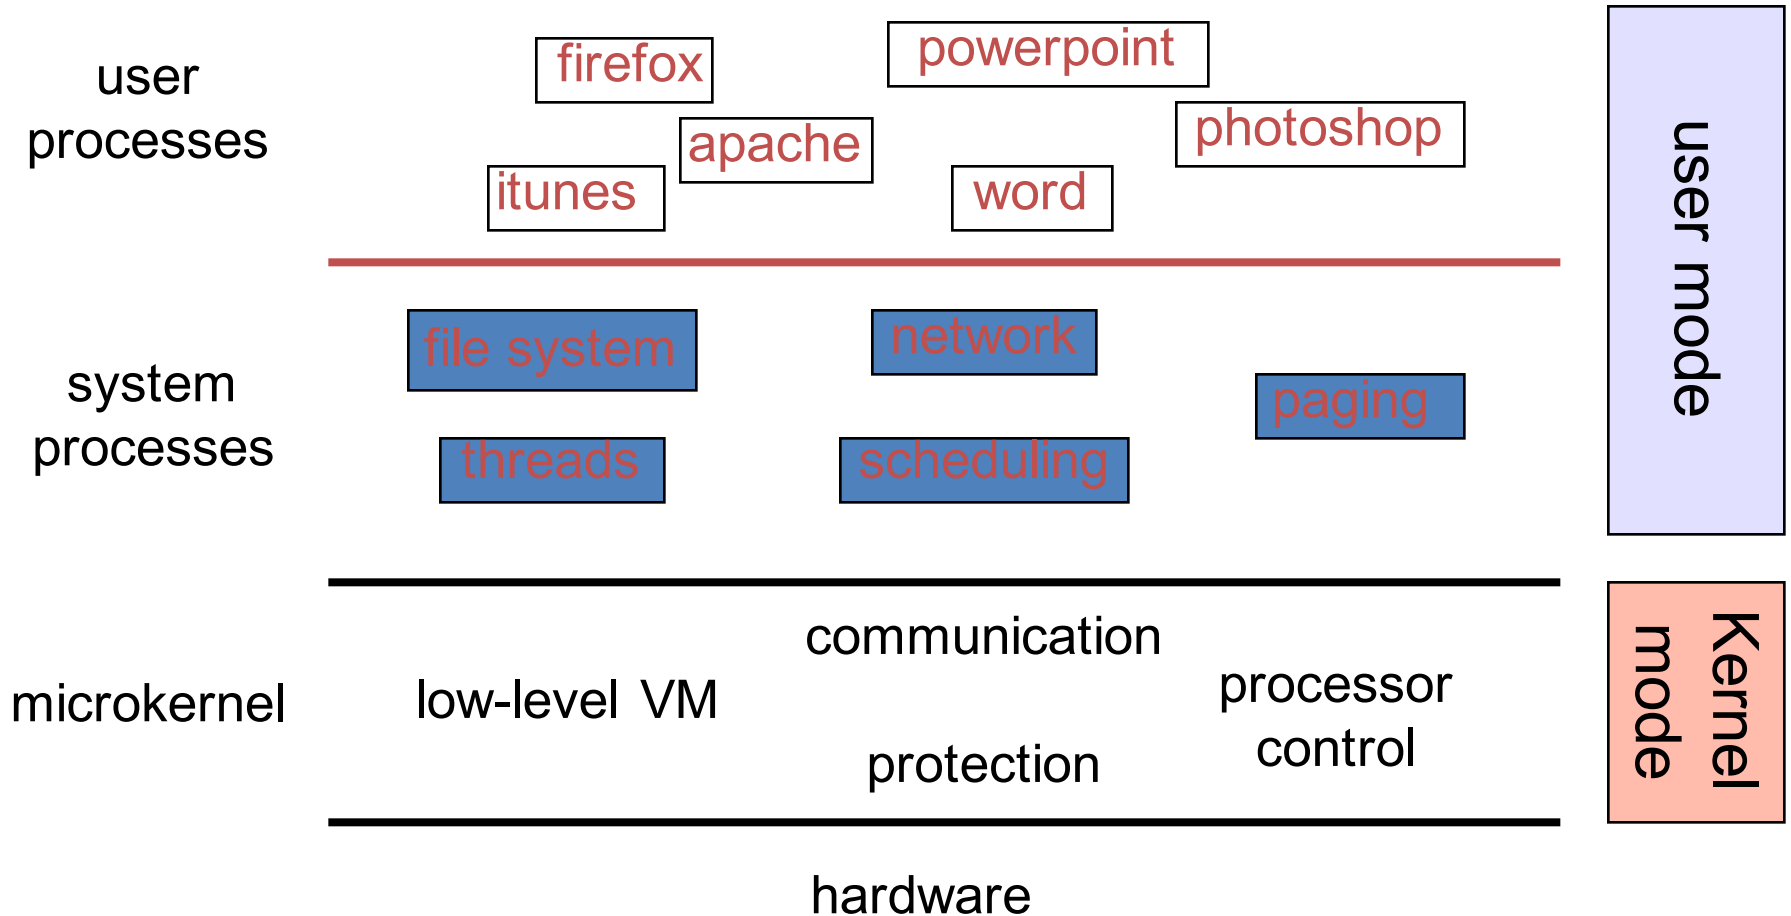 user
processes
firefox
powerpoint
apache
photoshop
itunes
word
user mode
system
processes
file system
network
paging
threads
scheduling
microkernel
communication
low-level VM
processor
control
protection
Kernel
mode
hardware